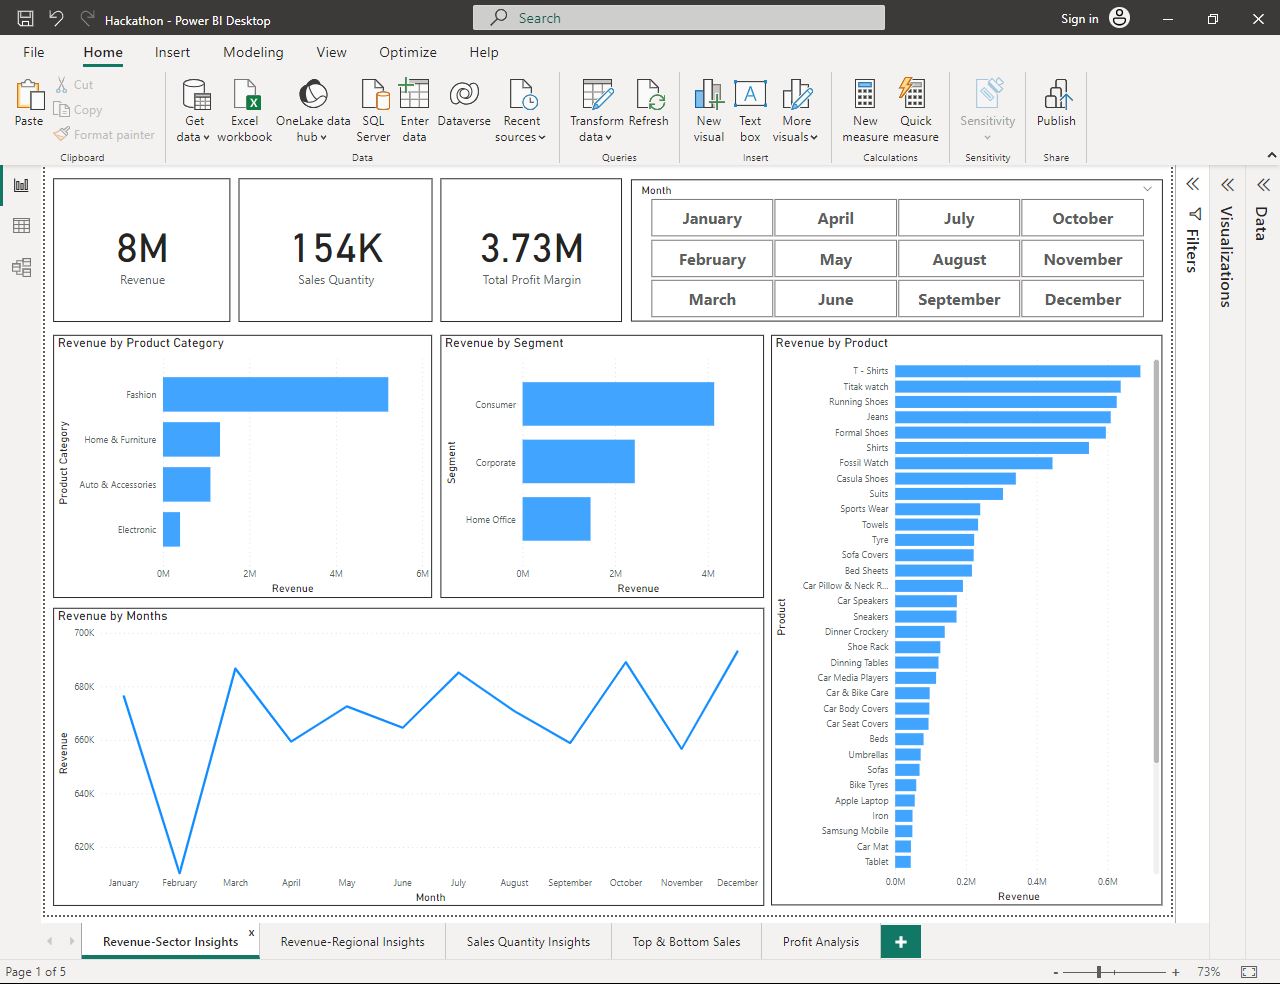 Hackathon - Power BI Desktop
Search
Sign in
File Home Insert Modeling View Optimize Help
Paste
Cut
Copy
Format painter
Clipboard
Get data
Excel workbook
OneLake data hub
SQL Server
Enter data
Dataverse
Recent sources
Data
Transform data
Refresh
Queries
New visual
Text box
More visuals
Insert
New measure
Quick measure
Calculations
Sensitivity
Sensitivity
Publish
Share
8M
Revenue
154K
Sales Quantity
3.73M
Total Profit Margin
Month
January April July October
February May August November
March June September December
Filters
Visualizations
Data
Revenue by Product Category
Product Category
Fashion
Home & Furniture
Auto & Accessories
Electronic
0M 2M 4M 6M
Revenue
Revenue by Segment
Segment
Consumer
Corporate
Home Office
0M 2M 4M
Revenue
Revenue by Product
Product
T - Shirts
Titak watch
Running Shoes
Jeans
Formal Shoes
Shirts
Fossil Watch
Casula Shoes
Suits
Sports Wear
Towels
Tyre
Sofa Covers
Bed Sheets
Car Pillow & Neck R...
Car Speakers
Sneakers
Dinner Crockery
Shoe Rack
Dinning Tables
Car Media Players
Car & Bike Care
Car Body Covers
Car Seat Covers
Beds
Umbrellas
Sofas
Bike Tyres
Apple Laptop
Iron
Samsung Mobile
Car Mat
Tablet
0.0M 0.2M 0.4M 0.6M
Revenue
Revenue by Months
Revenue
700K
680K
660K
640K
620K
January February March April May June July August September October November December
Month
Revenue-Sector Insights x
Revenue-Regional Insights
Sales Quantity Insights
Top & Bottom Sales
Profit Analysis
+
Page 1 of 5
- + 73%